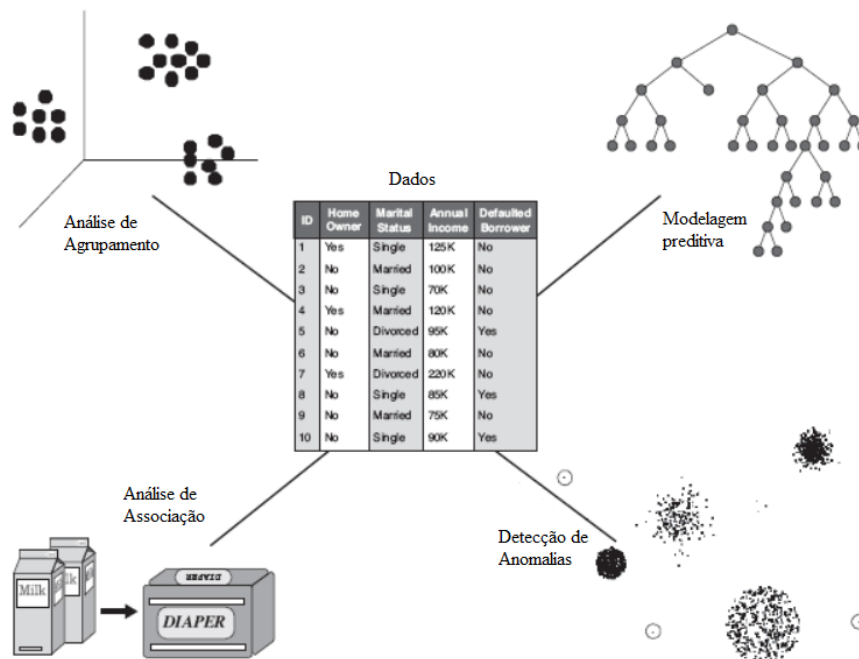 Dados
Análise de
Agrupamento
Modelagem
preditiva
ID Home Owner Marital Status Annual Income Defaulted Borrower
1 Yes Single 125K No
2 No Married 100K No
3 No Single 70K No
4 Yes Married 120K No
5 No Divorced 95K Yes
6 No Married 80K No
7 Yes Divorced 220K No
8 No Single 85K Yes
9 No Married 75K No
10 No Single 90K Yes
Análise de
Associação
Detecção de
Anomalias
Milk
lk
DIAPER
DIAPER